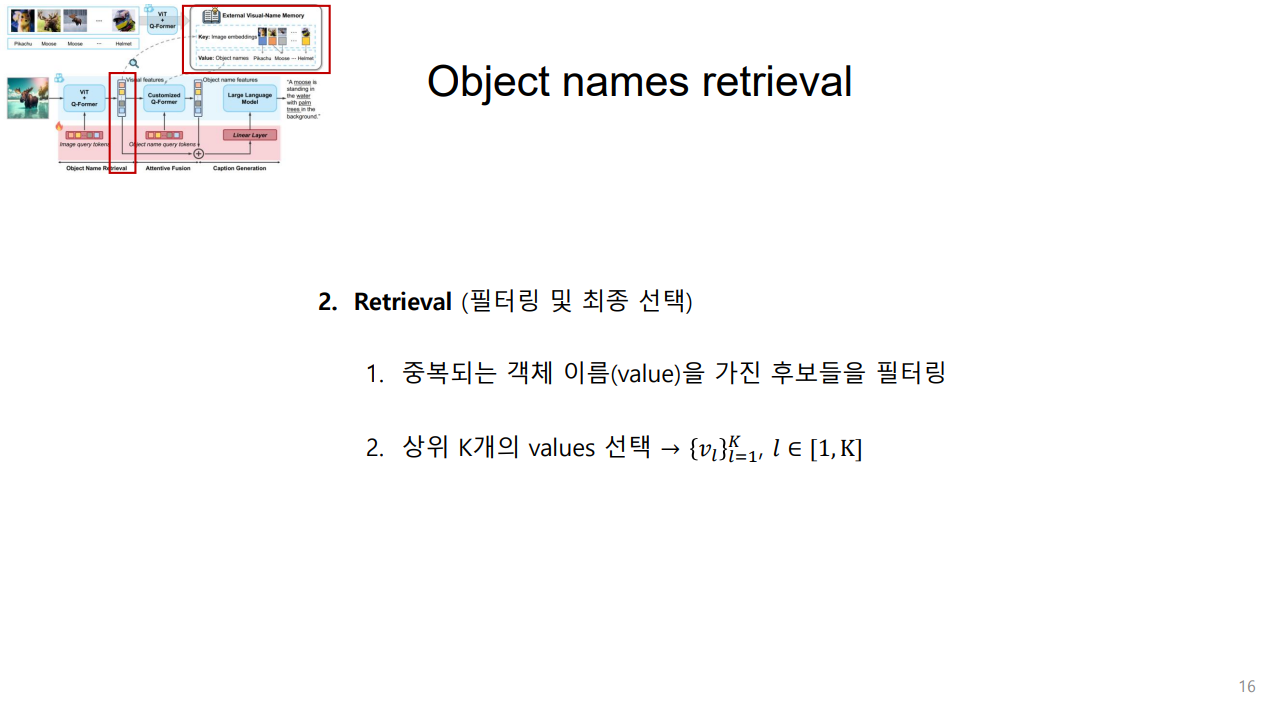 ViT
+
Q-Former
External Visual-Name Memory
Key: Image embeddings
...
Value: Object names Pikachu Moose ... Helmet
Pikachu Moose Moose ... Helmet
Visual features
Object name features
ViT
+
Q-Former
Customized
Q-Former
Large Language
Model
"A moose is
standing in
the water
with palm
trees in the
background."
Image query tokens
Object name query tokens
Linear Layer
Object Name Retrieval
Attentive Fusion
Caption Generation
Object names retrieval
2. Retrieval (필터링 및 최종 선택)
1. 중복되는 객체 이름(value)을 가진 후보들을 필터링
2. 상위 K개의 values 선택 → {v_l}_{l=1}^{K}, l ∈ [1, K]
16